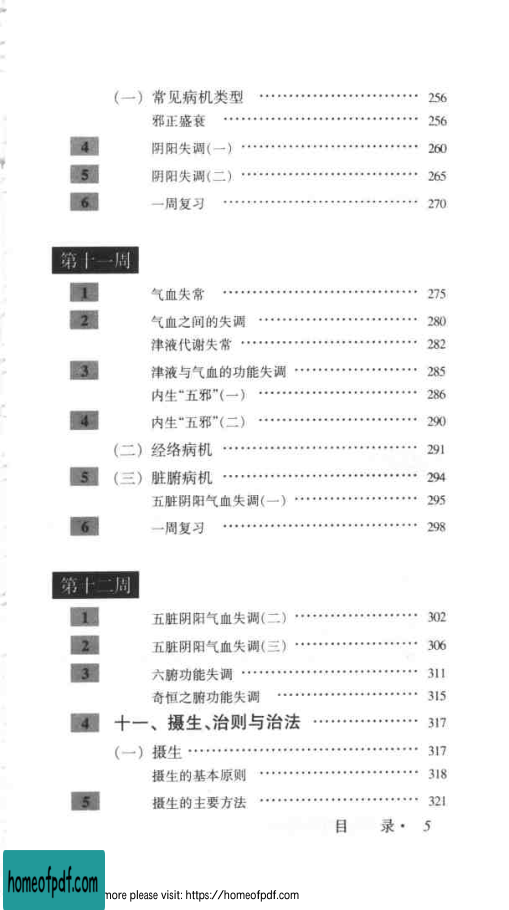 (一) 常见病机类型 …………………… 256
邪正盛衰 …………………… 256
4 阴阳失调(一) …………………… 260
5 阴阳失调(二) …………………… 265
6 一周复习 …………………… 270
第十一周
1 气血失常 …………………… 275
2 气血之间的失调 …………………… 280
津液代谢失常 …………………… 282
3 津液与气血的功能失调 …………………… 285
内生“五邪”(一) …………………… 286
4 内生“五邪”(二) …………………… 290
(二) 经络病机 …………………… 291
5 (三) 脏腑病机 …………………… 294
五脏阴阳气血失调(一) …………………… 295
6 一周复习 …………………… 298
第十二周
1 五脏阴阳气血失调(二) …………………… 302
2 五脏阴阳气血失调(三) …………………… 306
3 六腑功能失调 …………………… 311
奇恒之腑功能失调 …………………… 315
4 十一、摄生、治则与治法 …………………… 317
(一) 摄生 …………………… 317
摄生的基本原则 …………………… 318
5 摄生的主要方法 …………………… 321
目 录· 5
homeofpdf.com
more please visit: https://homeofpdf.com